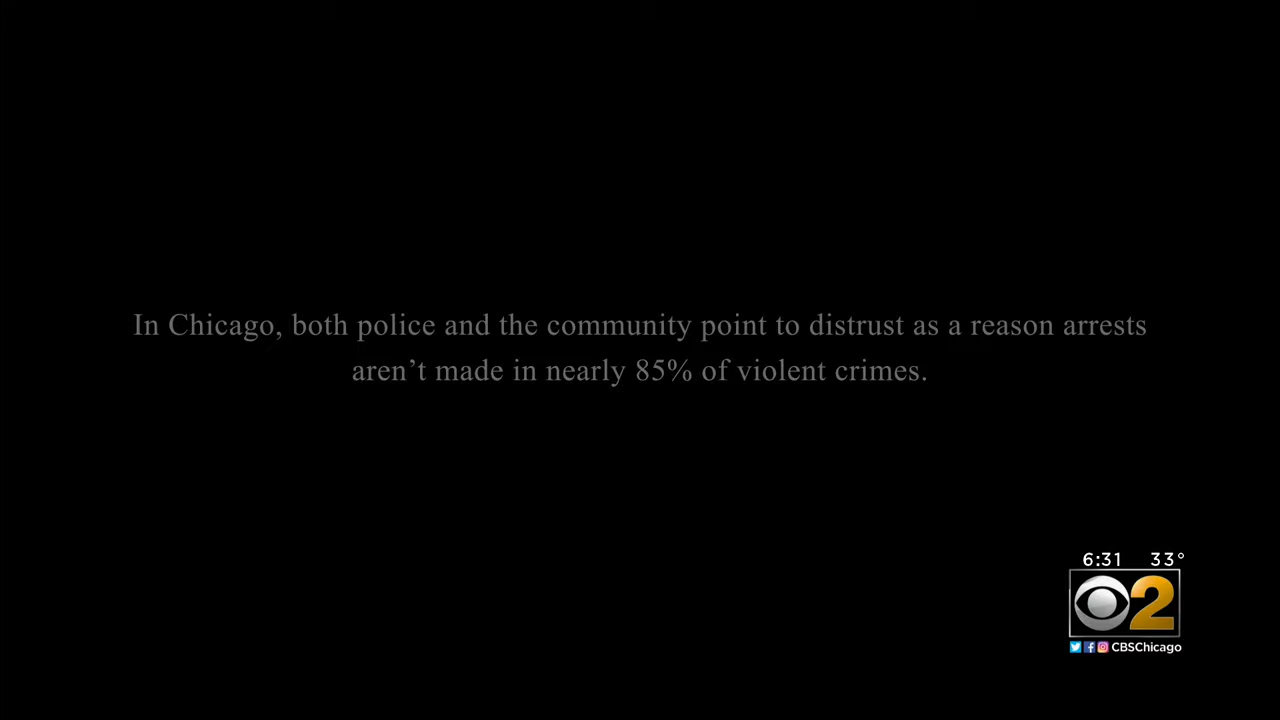 In Chicago, both police and the community point to distrust as a reason arrests
aren’t made in nearly 85% of violent crimes.
6:31 33°
2
CBSChicago